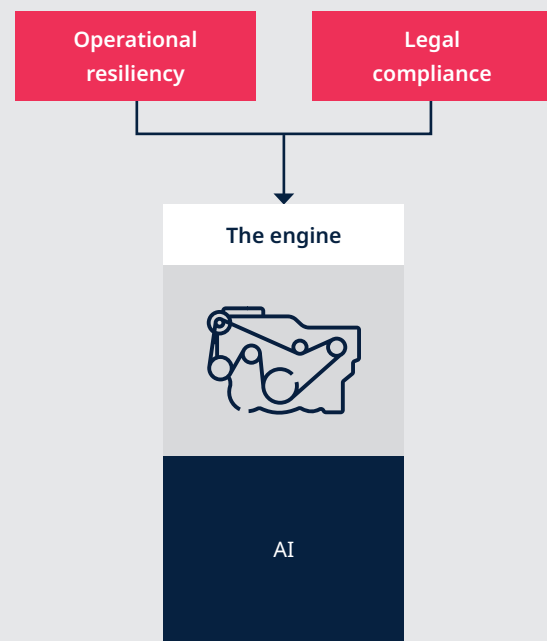 Operational
resiliency
Legal
compliance
The engine
AI